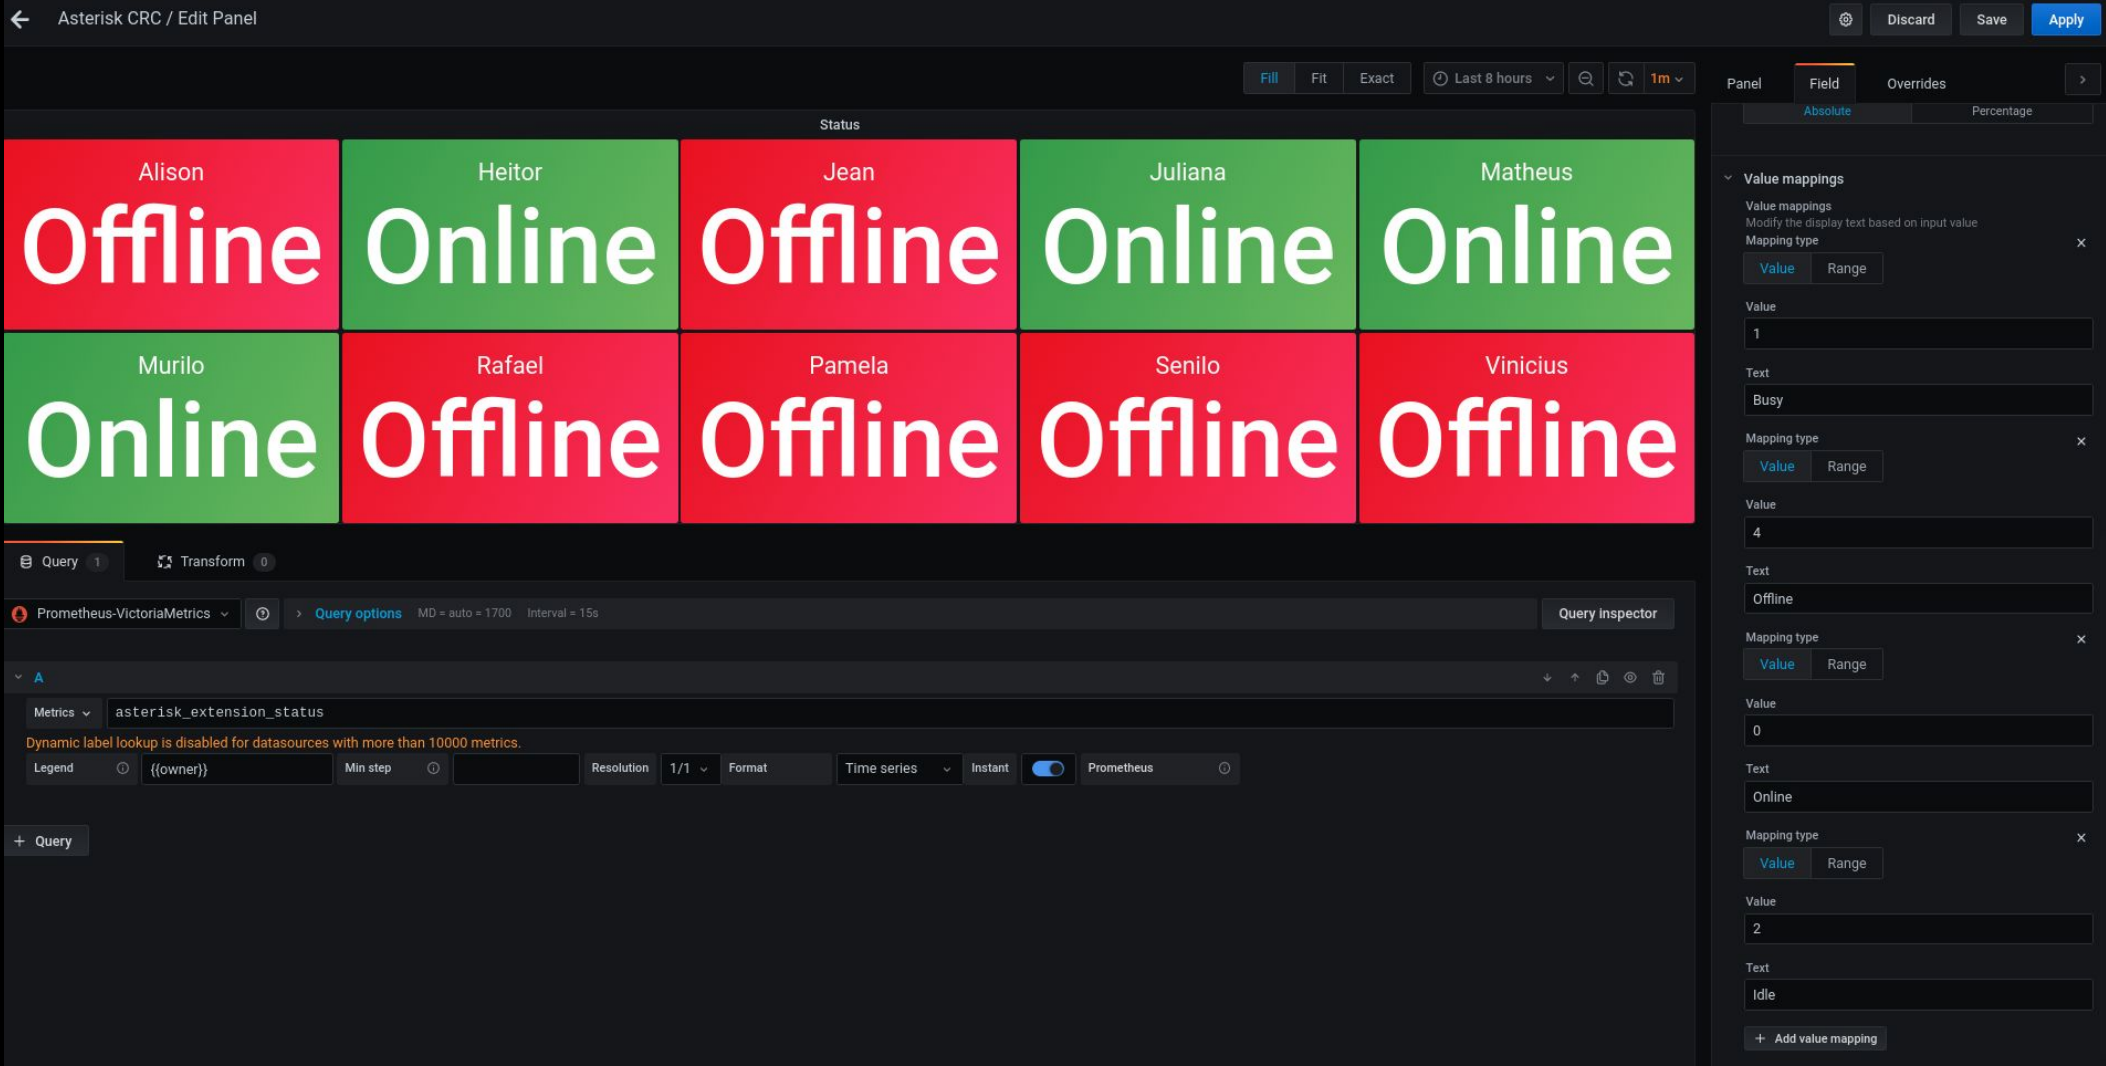 Asterisk CRC / Edit Panel
Discard Save Apply
Fill Fit Exact Last 8 hours 1m
Panel Field Overrides
Absolute Percentage
Status
Alison Heitor Jean Juliana Matheus
Offline Online Offline Online Online
Murilo Rafael Pamela Senilo Vinicius
Online Offline Offline Offline Offline
Query 1 Transform 0
Prometheus-VictoriaMetrics Query options MD = auto = 1700 Interval = 15s Query inspector
A
Metrics asterisk_extension_status
Dynamic label lookup is disabled for datasources with more than 10000 metrics.
Legend {{owner}} Min step Resolution 1/1 Format Time series Instant Prometheus
+ Query
Value mappings
Value mappings
Modify the display text based on input value
Mapping type
Value Range
Value
1
Text
Busy
Mapping type
Value Range
Value
4
Text
Offline
Mapping type
Value Range
Value
0
Text
Online
Mapping type
Value Range
Value
2
Text
Idle
+ Add value mapping